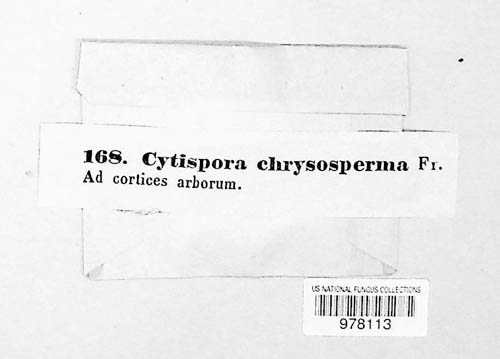 168. Cytispora chrysosperma Fr.
Ad cortices arborum.
US NATIONAL FUNGUS COLLECTIONS
978113